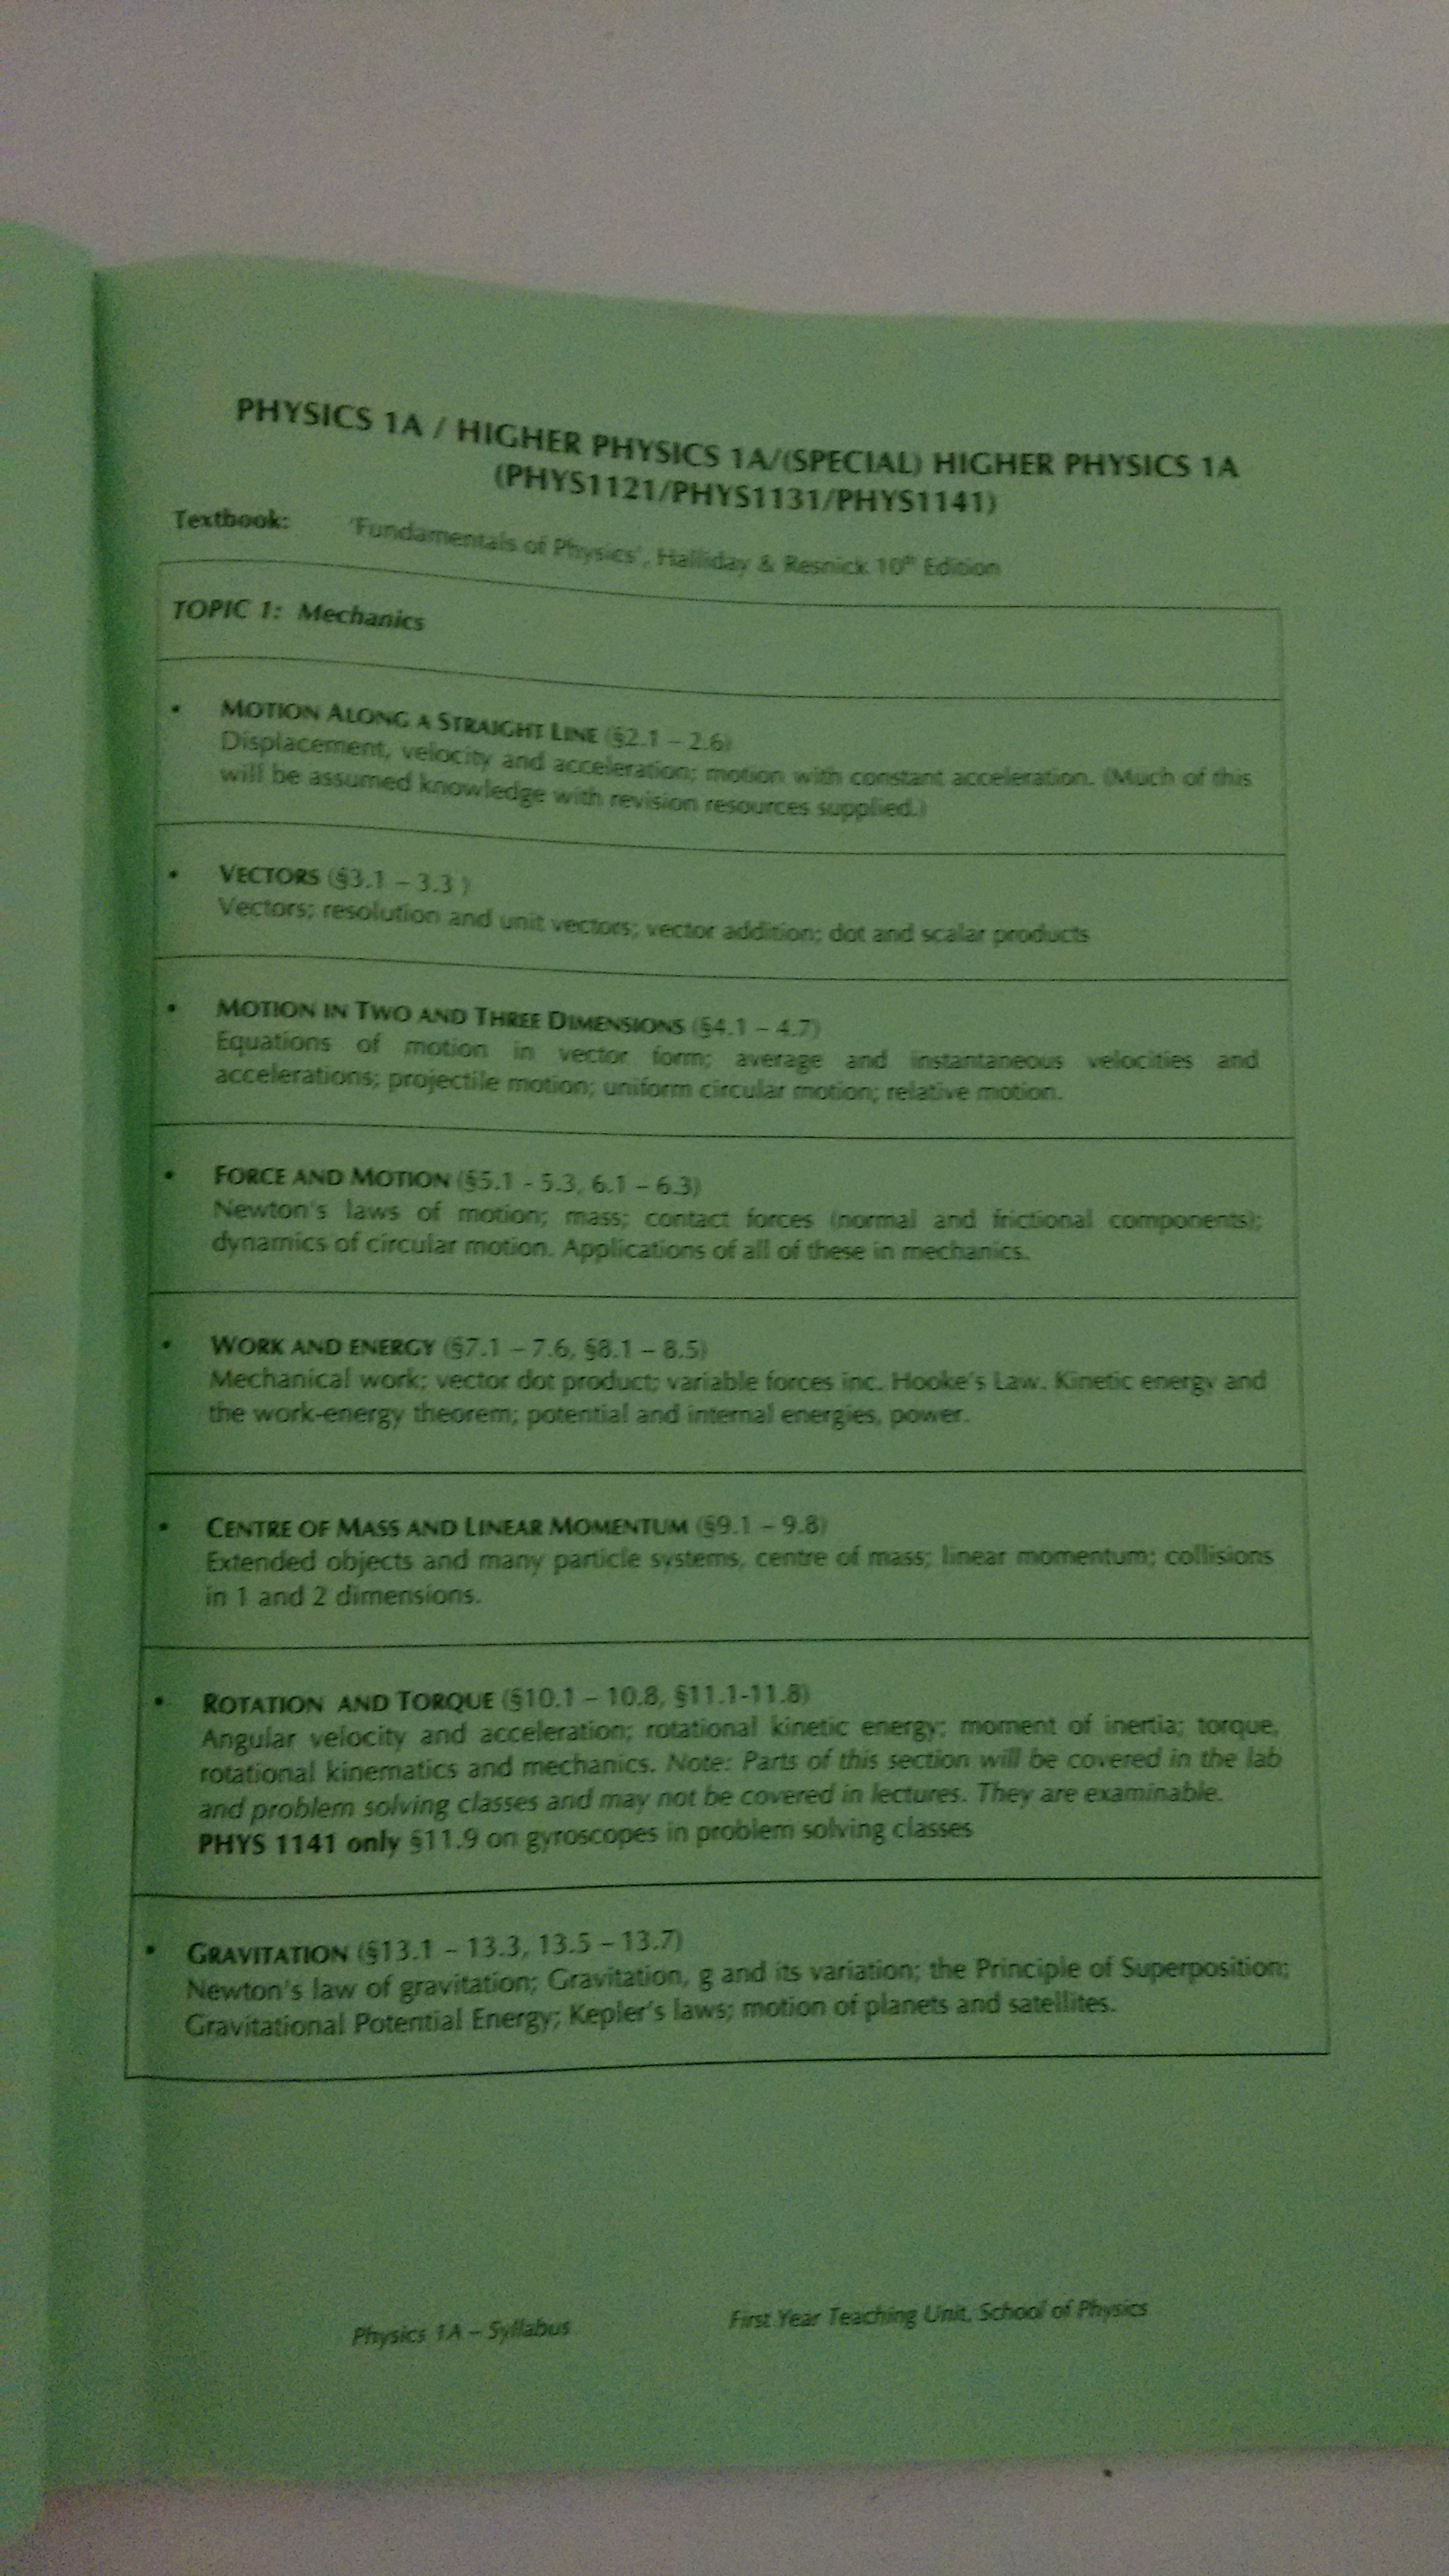 PHYSICS 1A / HIGHER PHYSICS 1A/(SPECIAL) HIGHER PHYSICS 1A
(PHYS1121/PHYS1131/PHYS1141)
Textbook: 'Fundamentals of Physics', Halliday & Resnick 10th Edition
TOPIC 1: Mechanics
• MOTION ALONG A STRAIGHT LINE (§2.1 – 2.6)
Displacement, velocity and acceleration; motion with constant acceleration. (Much of this
will be assumed knowledge with revision resources supplied.)
• VECTORS (§3.1 – 3.3 )
Vectors; resolution and unit vectors; vector addition; dot and scalar products
• MOTION IN TWO AND THREE DIMENSIONS (§4.1 – 4.7)
Equations of motion in vector form; average and instantaneous velocities and
accelerations; projectile motion; uniform circular motion; relative motion.
• FORCE AND MOTION (§5.1 - 5.3, 6.1 – 6.3)
Newton's laws of motion; mass; contact forces (normal and frictional components);
dynamics of circular motion. Applications of all of these in mechanics.
• WORK AND ENERGY (§7.1 – 7.6, §8.1 – 8.5)
Mechanical work; vector dot product; variable forces inc. Hooke's Law. Kinetic energy and
the work-energy theorem; potential and internal energies, power.
• CENTRE OF MASS AND LINEAR MOMENTUM (§9.1 – 9.8)
Extended objects and many particle systems, centre of mass; linear momentum; collisions
in 1 and 2 dimensions.
• ROTATION AND TORQUE (§10.1 – 10.8, §11.1-11.8)
Angular velocity and acceleration; rotational kinetic energy; moment of inertia; torque,
rotational kinematics and mechanics. Note: Parts of this section will be covered in the lab
and problem solving classes and may not be covered in lectures. They are examinable.
PHYS 1141 only §11.9 on gyroscopes in problem solving classes
• GRAVITATION (§13.1 – 13.3, 13.5 – 13.7)
Newton's law of gravitation; Gravitation, g and its variation; the Principle of Superposition;
Gravitational Potential Energy; Kepler's laws; motion of planets and satellites.
Physics 1A – Syllabus First Year Teaching Unit, School of Physics